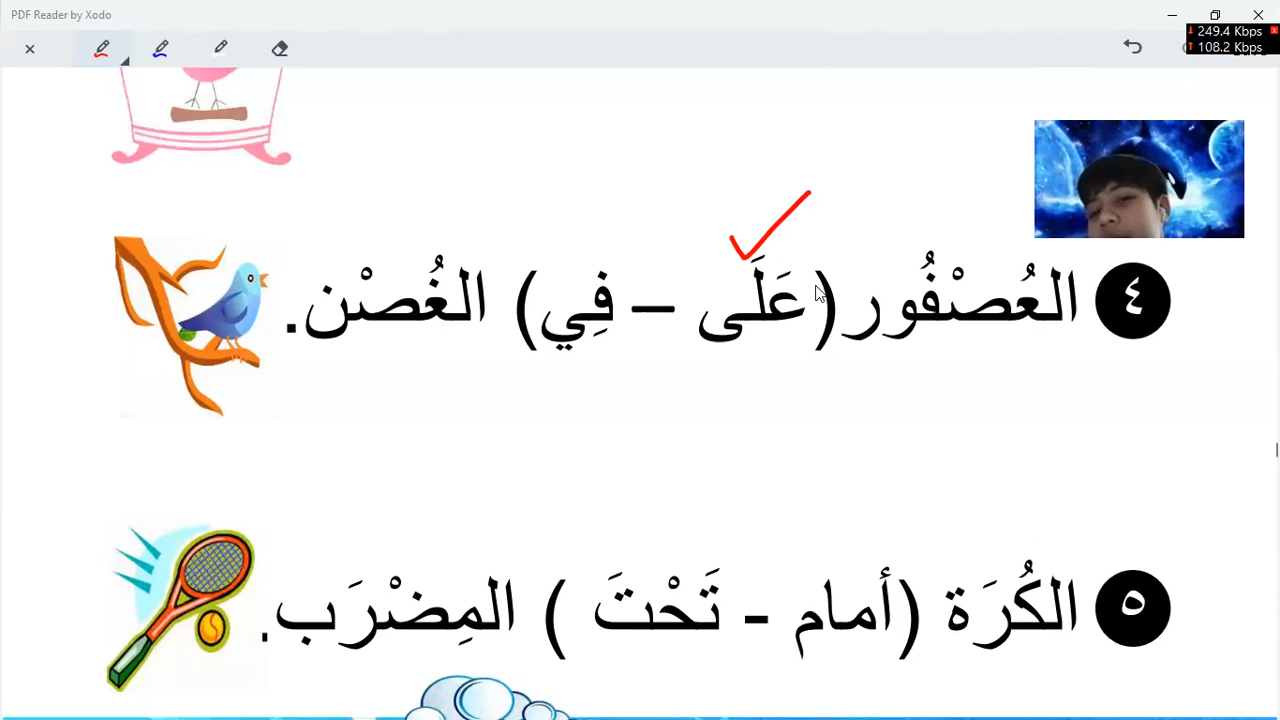 PDF Reader by Xodo
249.4 Kbps
108.2 Kbps
٤ العُصْفُور (عَلَى – فِي) الغُصْن.
٥ الكُرَة (أمام - تَحْتَ ) المِضْرَب.